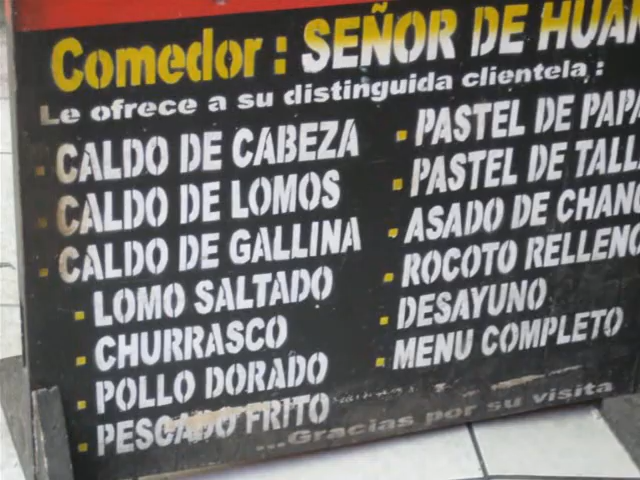 Comedor : SEÑOR DE HUAN
Le ofrece a su distinguida clientela :
CALDO DE CABEZA
CALDO DE LOMOS
CALDO DE GALLINA
LOMO SALTADO
CHURRASCO
POLLO DORADO
PESCADO FRITO
PASTEL DE PAPA
PASTEL DE TALL
ASADO DE CHANC
ROCOTO RELLENO
DESAYUNO
MENU COMPLETO
...Gracias por su visita